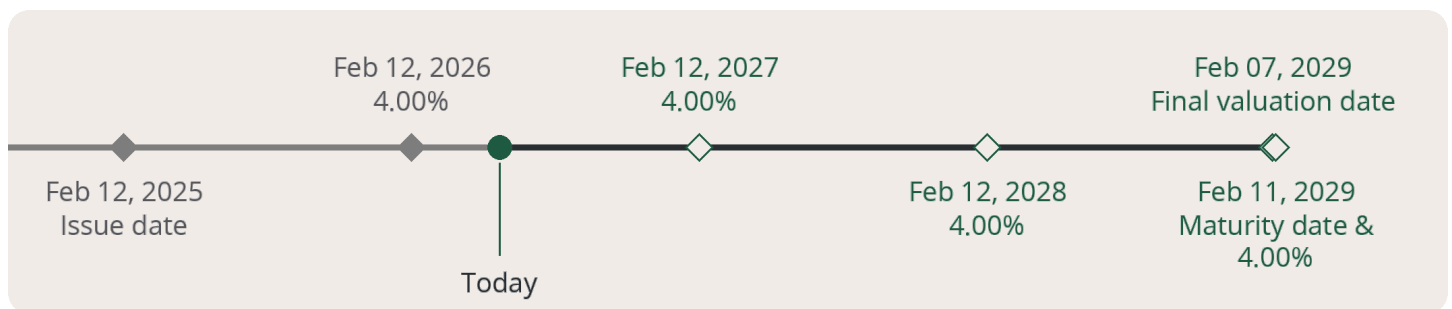 Feb 12, 2026
4.00%
Feb 12, 2027
4.00%
Feb 07, 2029
Final valuation date
Feb 12, 2025
Issue date
Feb 12, 2028
4.00%
Feb 11, 2029
Maturity date &
4.00%
Today